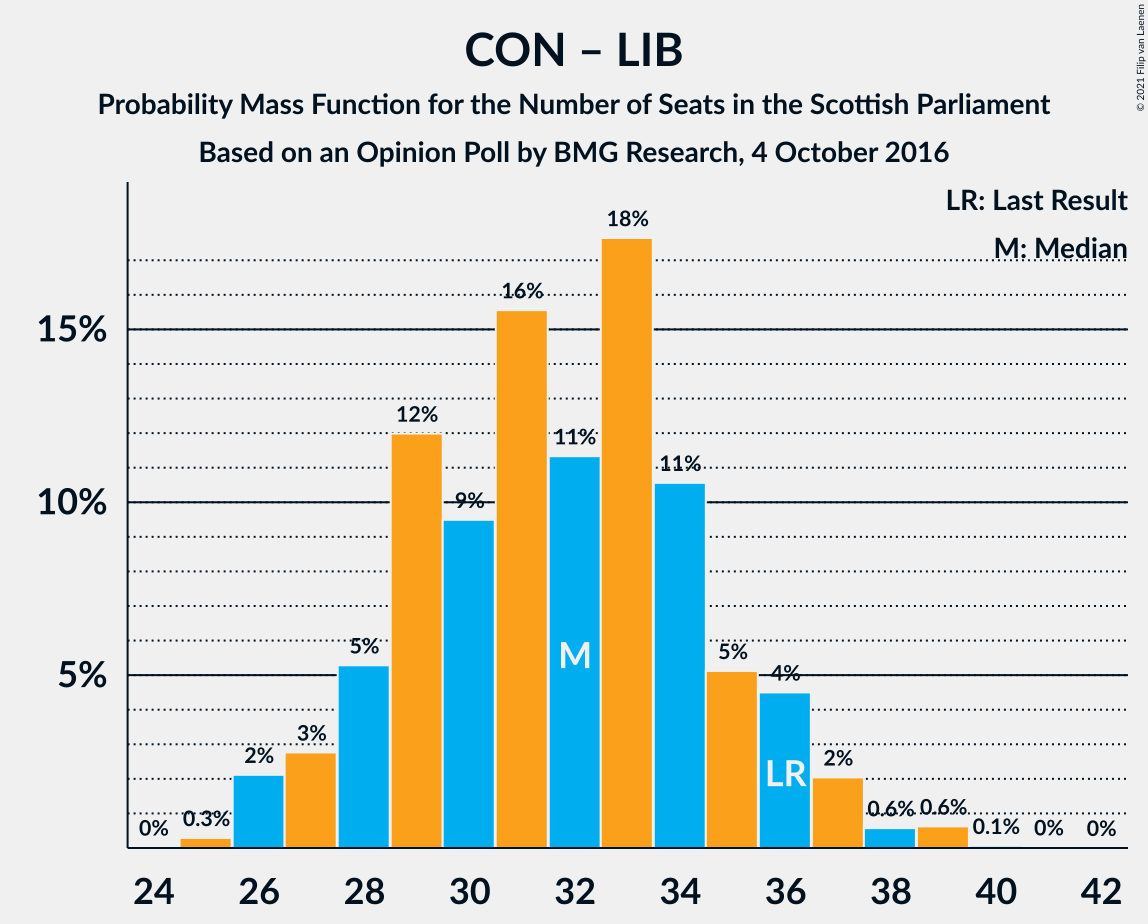 CON – LIB
Probability Mass Function for the Number of Seats in the Scottish Parliament
Based on an Opinion Poll by BMG Research, 4 October 2016
© 2021 Filip van Laenen
LR: Last Result
M: Median
15%
10%
5%
0%
0.3%
2%
3%
5%
12%
9%
16%
11%
18%
11%
5%
4%
2%
0.6%
0.6%
0.1%
0%
0%
M
LR
24 26 28 30 32 34 36 38 40 42